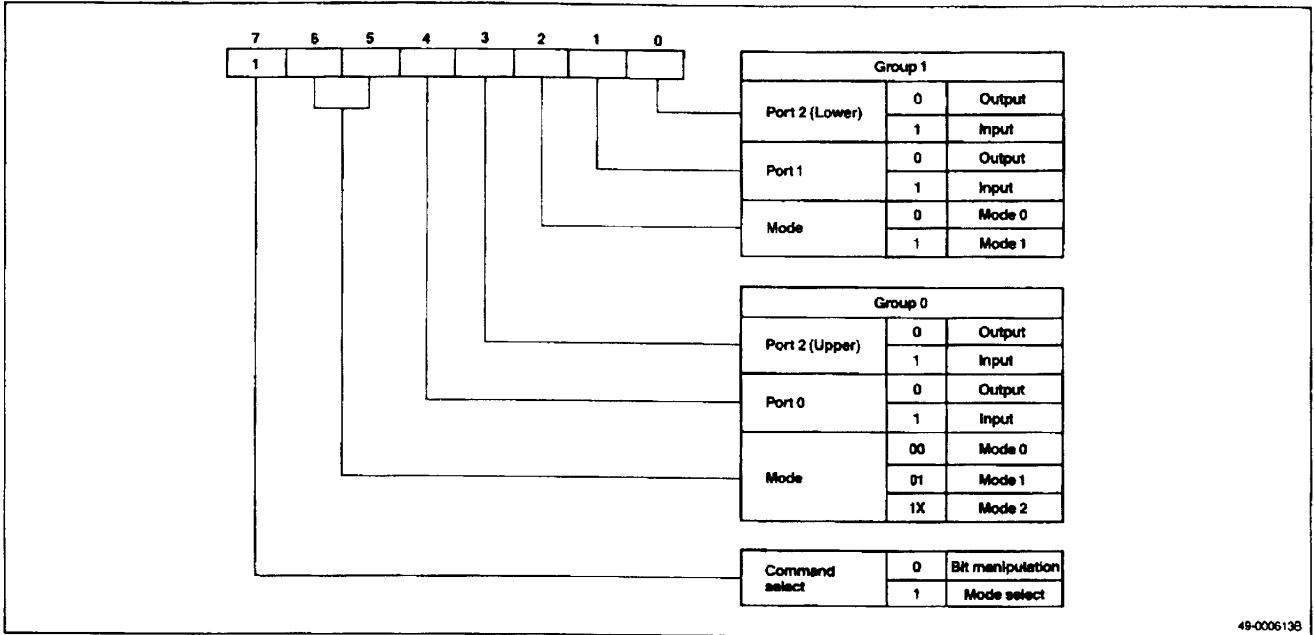 7 6 5 4 3 2 1 0
1
Group 1
Port 2 (Lower) 0 Output
1 Input
Port 1 0 Output
1 Input
Mode 0 Mode 0
1 Mode 1
Group 0
Port 2 (Upper) 0 Output
1 Input
Port 0 0 Output
1 Input
Mode 00 Mode 0
01 Mode 1
1X Mode 2
Command select 0 Bit manipulation
1 Mode select
49-000613B